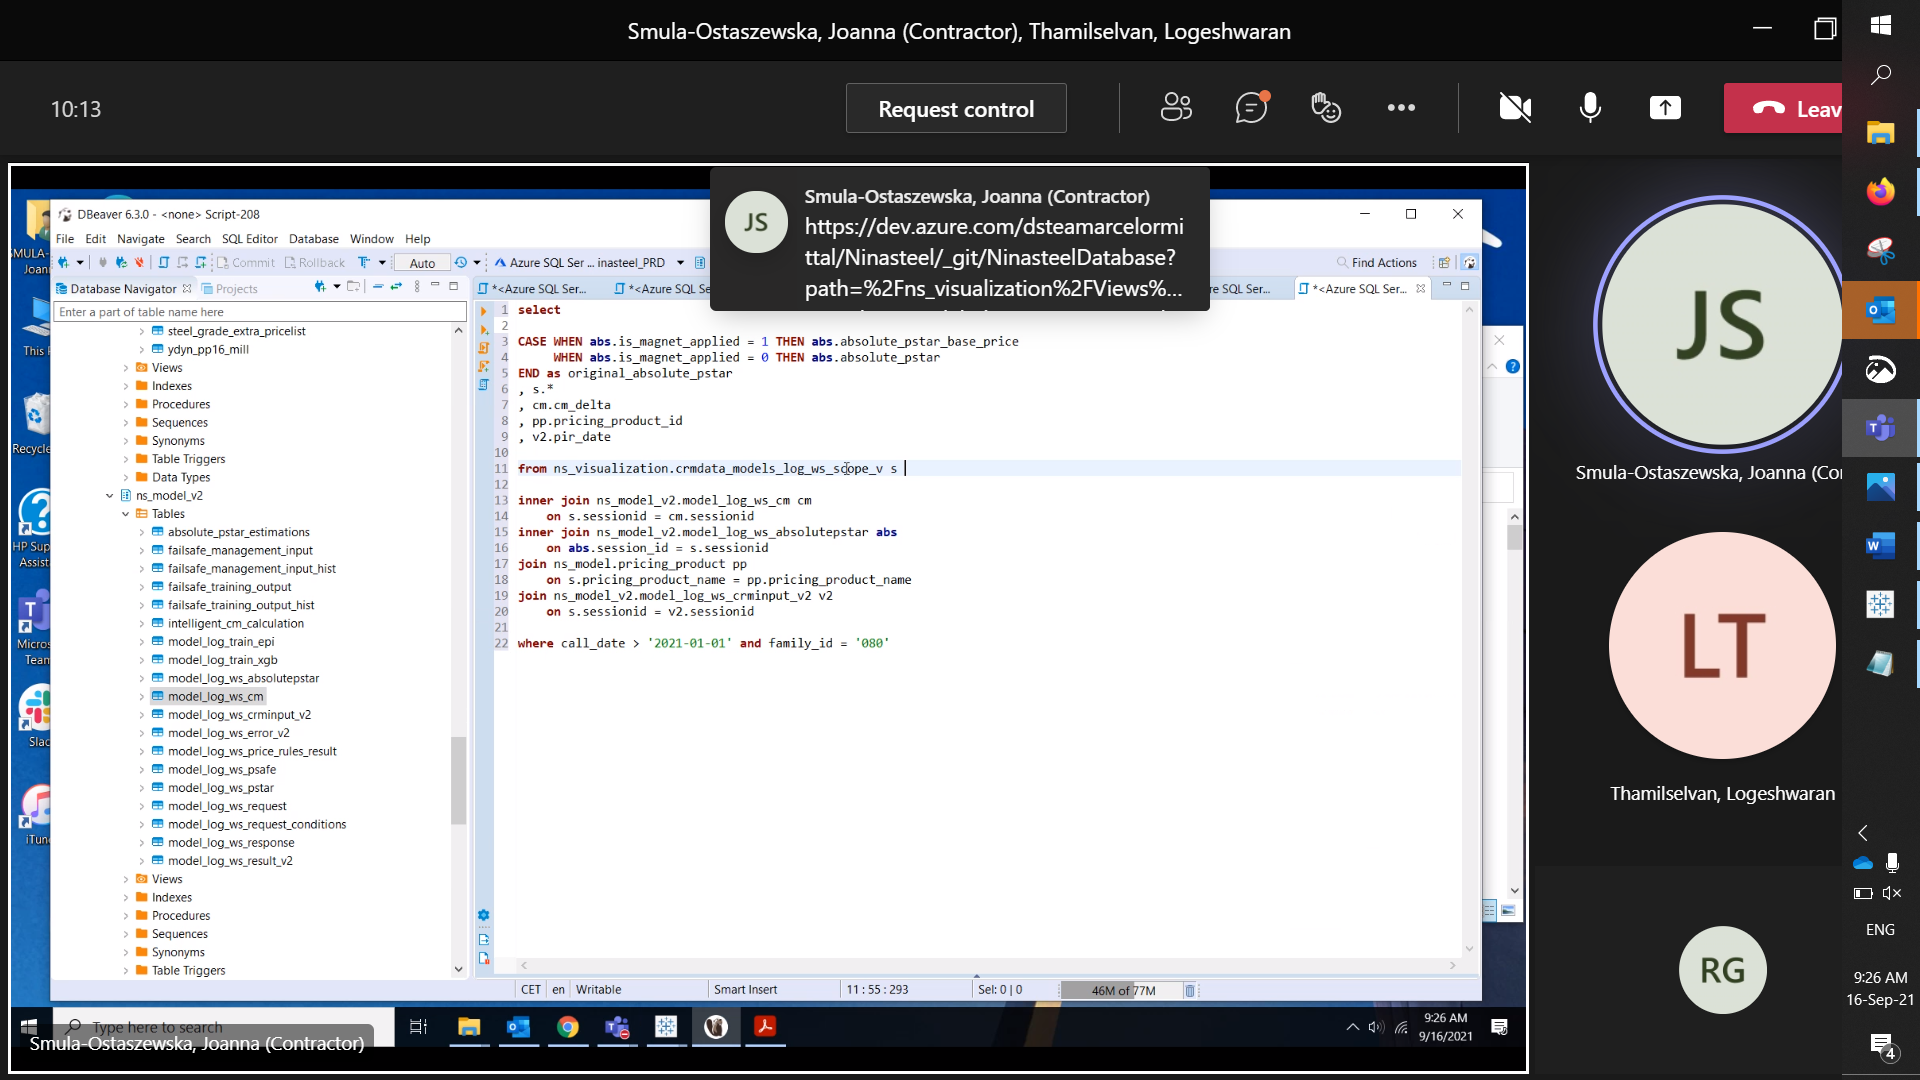 Smula-Ostaszewska, Joanna (Contractor), Thamilselvan, Logeshwaran
10:13
Request control
Leav
Smula-Ostaszewska, Joanna (Contractor)
JS
https://dev.azure.com/dsteamarcelormi
ttal/Ninasteel/_git/NinasteelDatabase?
path=%2Fns_visualization%2FViews%...
DBeaver 6.3.0 - <none> Script-208
File Edit Navigate Search SQL Editor Database Window Help
Commit Rollback Auto Azure SQL Ser ... inasteel_PRD Find Actions
Database Navigator Projects
*<Azure SQL Ser... *<Azure SQL Se re SQL Ser... *<Azure SQL Ser...
Enter a part of table name here
steel_grade_extra_pricelist
ydyn_pp16_mill
Views
Indexes
Procedures
Sequences
Synonyms
Table Triggers
Data Types
ns_model_v2
Tables
absolute_pstar_estimations
failsafe_management_input
failsafe_management_input_hist
failsafe_training_output
failsafe_training_output_hist
intelligent_cm_calculation
model_log_train_epi
model_log_train_xgb
model_log_ws_absolutepstar
model_log_ws_cm
model_log_ws_crminput_v2
model_log_ws_error_v2
model_log_ws_price_rules_result
model_log_ws_psafe
model_log_ws_pstar
model_log_ws_request
model_log_ws_request_conditions
model_log_ws_response
model_log_ws_result_v2
Views
Indexes
Procedures
Sequences
Synonyms
Table Triggers
1 select
2
3 CASE WHEN abs.is_magnet_applied = 1 THEN abs.absolute_pstar_base_price
4 WHEN abs.is_magnet_applied = 0 THEN abs.absolute_pstar
5 END as original_absolute_pstar
6 , s.*
7 , cm.cm_delta
8 , pp.pricing_product_id
9 , v2.pir_date
10
11 from ns_visualization.crmdata_models_log_ws_scope_v s
12
13 inner join ns_model_v2.model_log_ws_cm cm
14 on s.sessionid = cm.sessionid
15 inner join ns_model_v2.model_log_ws_absolutepstar abs
16 on abs.session_id = s.sessionid
17 join ns_model.pricing_product pp
18 on s.pricing_product_name = pp.pricing_product_name
19 join ns_model_v2.model_log_ws_crminput_v2 v2
20 on s.sessionid = v2.sessionid
21
22 where call_date > '2021-01-01' and family_id = '080'
CET en Writable Smart Insert 11 : 55 : 293 Sel: 0 | 0 46M of 77M
SMULA-
Joan
This P
Recycle
HP Sup
Assist
Micros
Team
Slac
iTun
Type here to search
Smula-Ostaszewska, Joanna (Contractor)
9:26 AM
9/16/2021
JS
Smula-Ostaszewska, Joanna (Co
LT
Thamilselvan, Logeshwaran
RG
ENG
9:26 AM
16-Sep-21
4